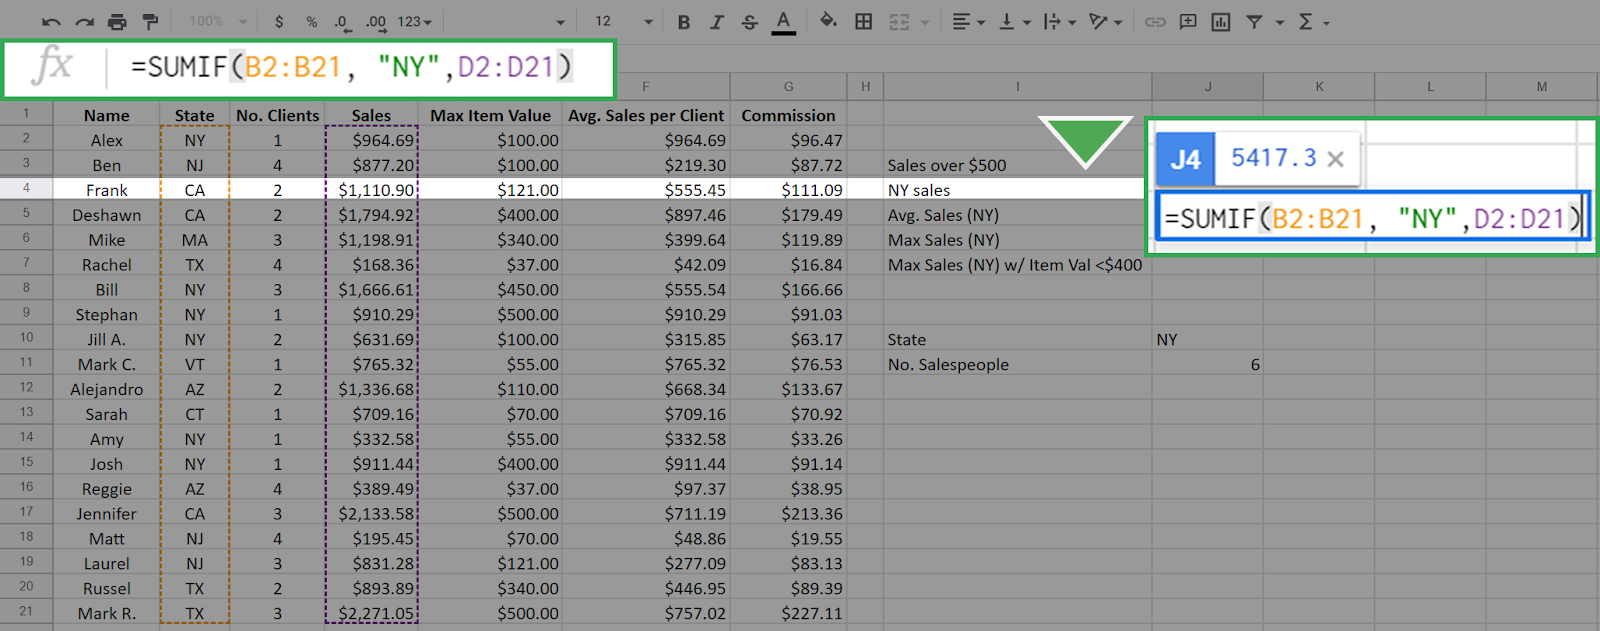 100% $ % .0 .00 123 12 B I S A Σ
fx =SUMIF(B2:B21, "NY",D2:D21)
F G H I J K L M
1 Name State No. Clients Sales Max Item Value Avg. Sales per Client Commission
2 Alex NY 1 $964.69 $100.00 $964.69 $96.47
3 Ben NJ 4 $877.20 $100.00 $219.30 $87.72 Sales over $500
J4 5417.3 ×
4 Frank CA 2 $1,110.90 $121.00 $555.45 $111.09 NY sales
=SUMIF(B2:B21, "NY",D2:D21)
5 Deshawn CA 2 $1,794.92 $400.00 $897.46 $179.49 Avg. Sales (NY)
6 Mike MA 3 $1,198.91 $340.00 $399.64 $119.89 Max Sales (NY)
7 Rachel TX 4 $168.36 $37.00 $42.09 $16.84 Max Sales (NY) w/ Item Val <$400
8 Bill NY 3 $1,666.61 $450.00 $555.54 $166.66
9 Stephan NY 1 $910.29 $500.00 $910.29 $91.03
10 Jill A. NY 2 $631.69 $100.00 $315.85 $63.17 State NY
11 Mark C. VT 1 $765.32 $55.00 $765.32 $76.53 No. Salespeople 6
12 Alejandro AZ 2 $1,336.68 $110.00 $668.34 $133.67
13 Sarah CT 1 $709.16 $70.00 $709.16 $70.92
14 Amy NY 1 $332.58 $55.00 $332.58 $33.26
15 Josh NY 1 $911.44 $400.00 $911.44 $91.14
16 Reggie AZ 4 $389.49 $37.00 $97.37 $38.95
17 Jennifer CA 3 $2,133.58 $500.00 $711.19 $213.36
18 Matt NJ 4 $195.45 $70.00 $48.86 $19.55
19 Laurel NJ 3 $831.28 $121.00 $277.09 $83.13
20 Russel TX 2 $893.89 $340.00 $446.95 $89.39
21 Mark R. TX 3 $2,271.05 $500.00 $757.02 $227.11